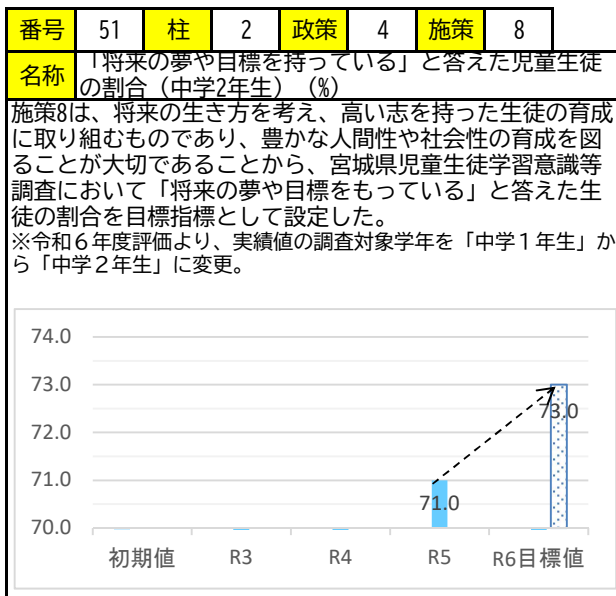 番号 51 柱 2 政策 4 施策 8
名称 「将来の夢や目標を持っている」と答えた児童生徒
の割合（中学2年生）（%）
施策8は、将来の生き方を考え、高い志を持った生徒の育成
に取り組むものであり、豊かな人間性や社会性の育成を図
ることが大切であることから、宮城県児童生徒学習意識等
調査において「将来の夢や目標をもっている」と答えた生
徒の割合を目標指標として設定した。
※令和６年度評価より、実績値の調査対象学年を「中学１年生」か
ら「中学２年生」に変更。
74.0
73.0
73.0
72.0
71.0
71.0
70.0
初期値 R3 R4 R5 R6目標値